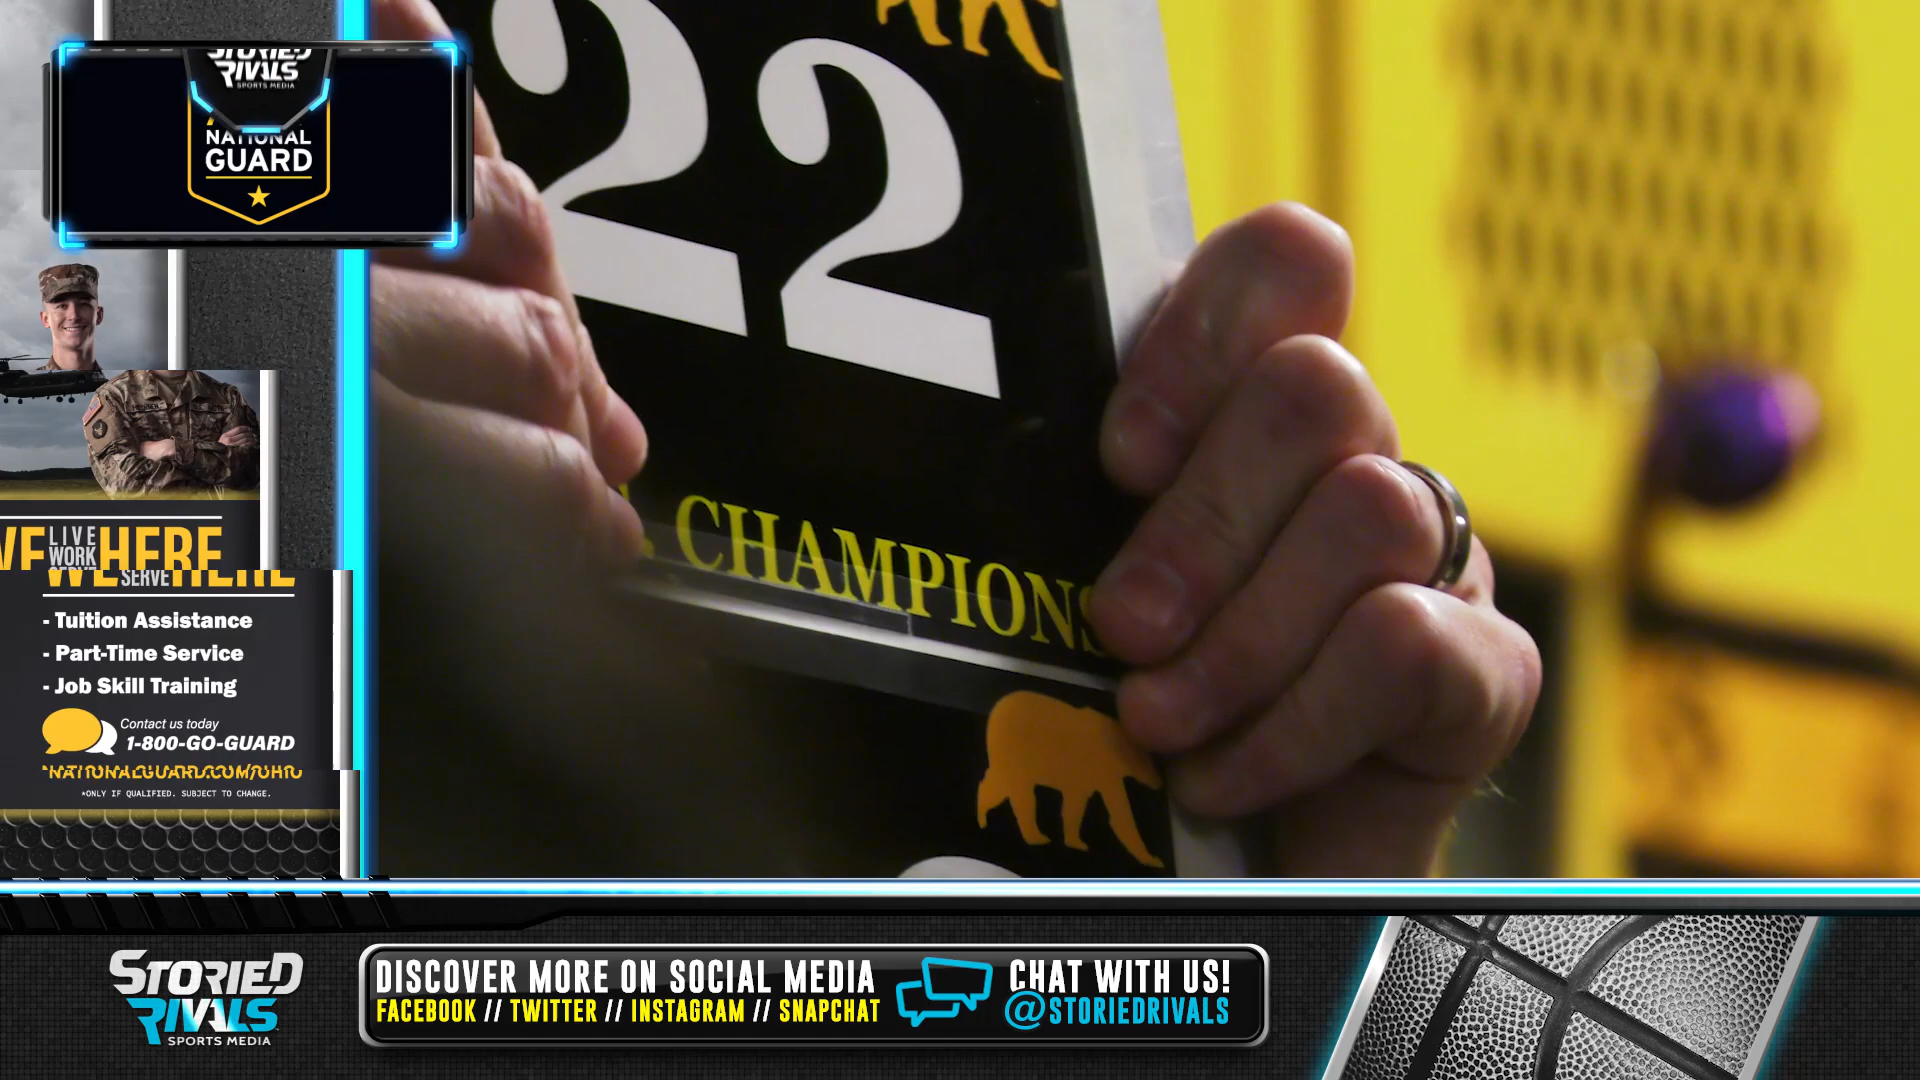 STORIED
RIVALS
SPORTS MEDIA
NATIONAL
GUARD
22
CHAMPIONS
LIVE
WORK
HERE
SERVE
- Tuition Assistance
- Part-Time Service
- Job Skill Training
Contact us today
1-800-GO-GUARD
*ONLY IF QUALIFIED. SUBJECT TO CHANGE.
STORIED
RIVALS
SPORTS MEDIA
DISCOVER MORE ON SOCIAL MEDIA
FACEBOOK // TWITTER // INSTAGRAM // SNAPCHAT
CHAT WITH US!
@STORIEDRIVALS